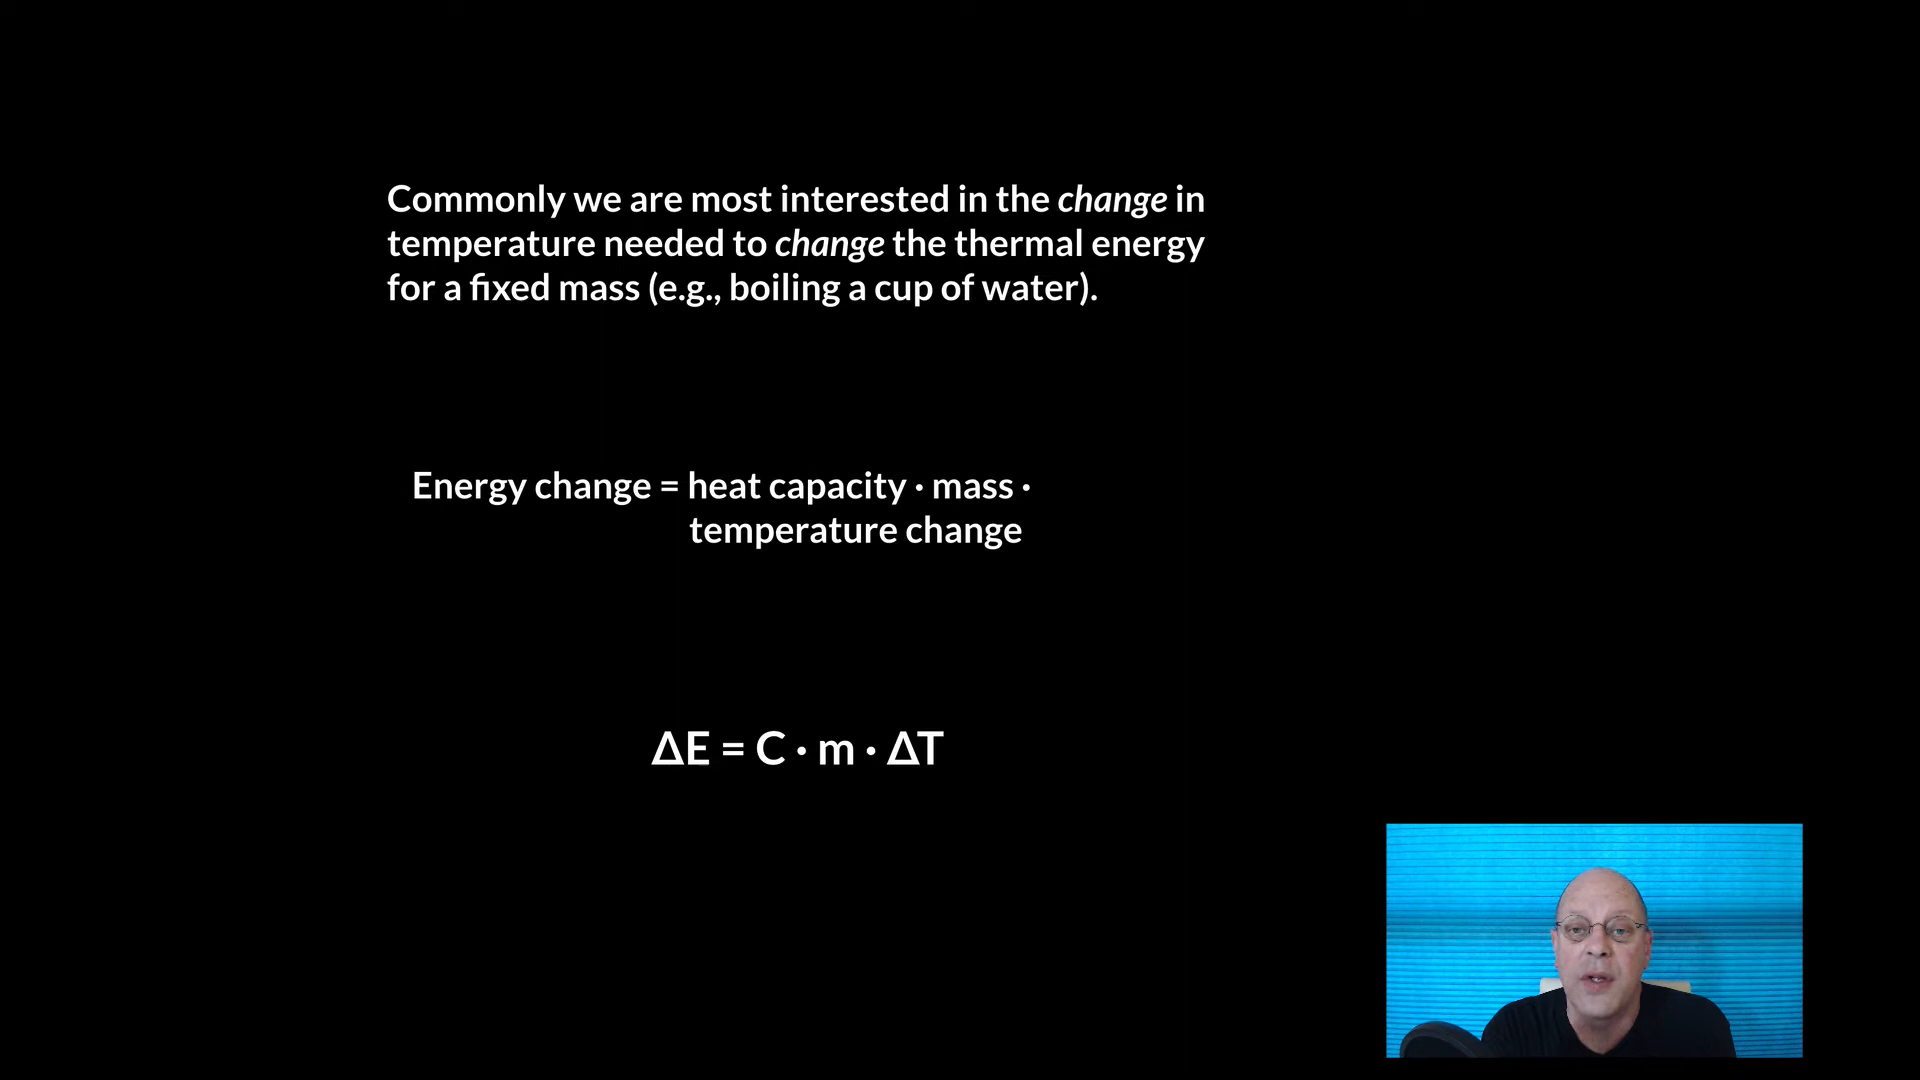 Commonly we are most interested in the change in
temperature needed to change the thermal energy
for a fixed mass (e.g., boiling a cup of water).
Energy change = heat capacity · mass ·
temperature change
ΔE = C · m · ΔT